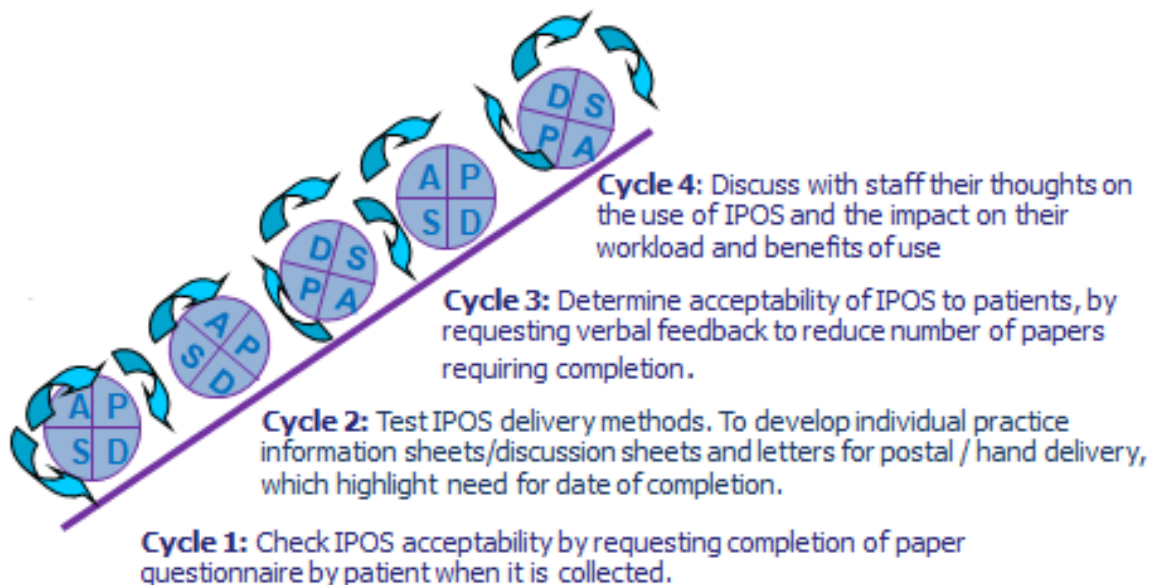 D S
P A
A P
S D
D S
P A
A P
S D
A P
S D
Cycle 4: Discuss with staff their thoughts on
the use of IPOS and the impact on their
workload and benefits of use
Cycle 3: Determine acceptability of IPOS to patients, by
requesting verbal feedback to reduce number of papers
requiring completion.
Cycle 2: Test IPOS delivery methods. To develop individual practice
information sheets/discussion sheets and letters for postal / hand delivery,
which highlight need for date of completion.
Cycle 1: Check IPOS acceptability by requesting completion of paper
questionnaire by patient when it is collected.